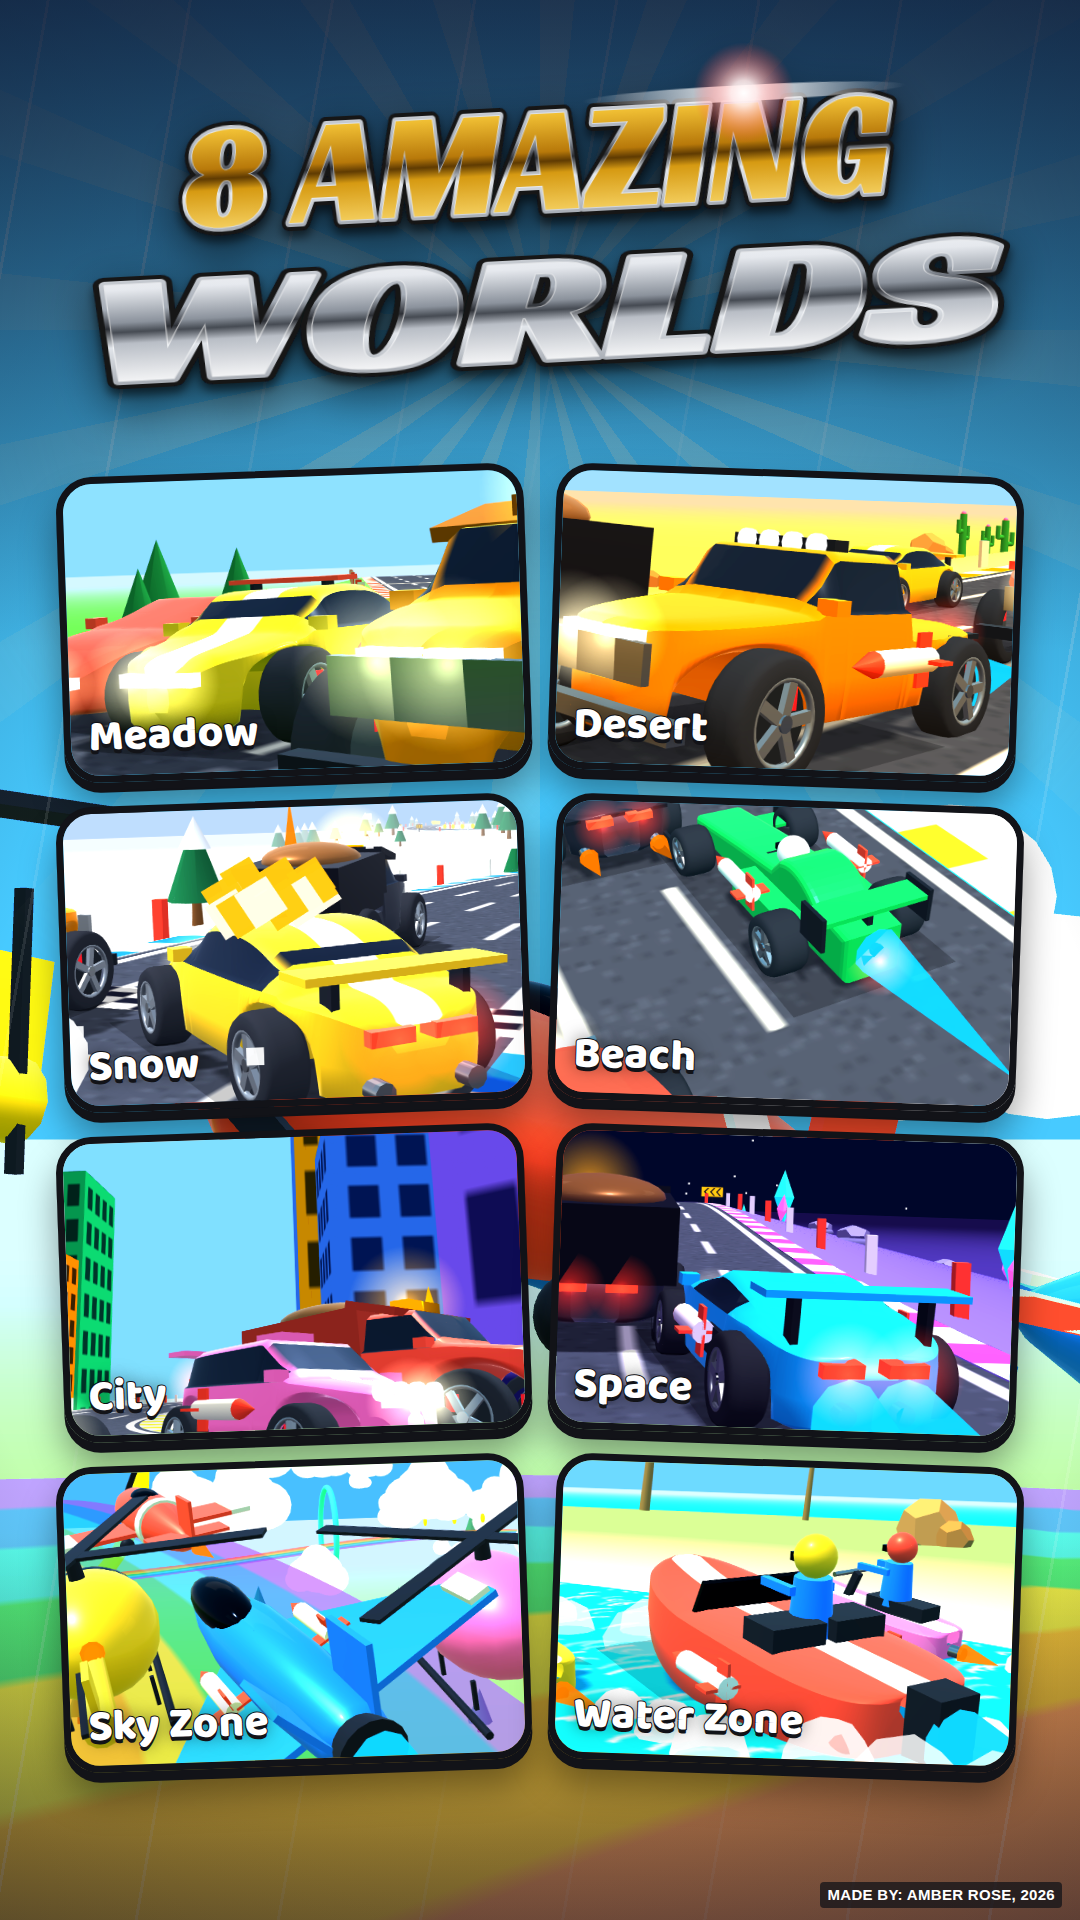 8 AMAZING
WORLDS
Meadow
Desert
Snow
Beach
City
Space
Sky Zone
Water Zone
MADE BY: AMBER ROSE, 2026